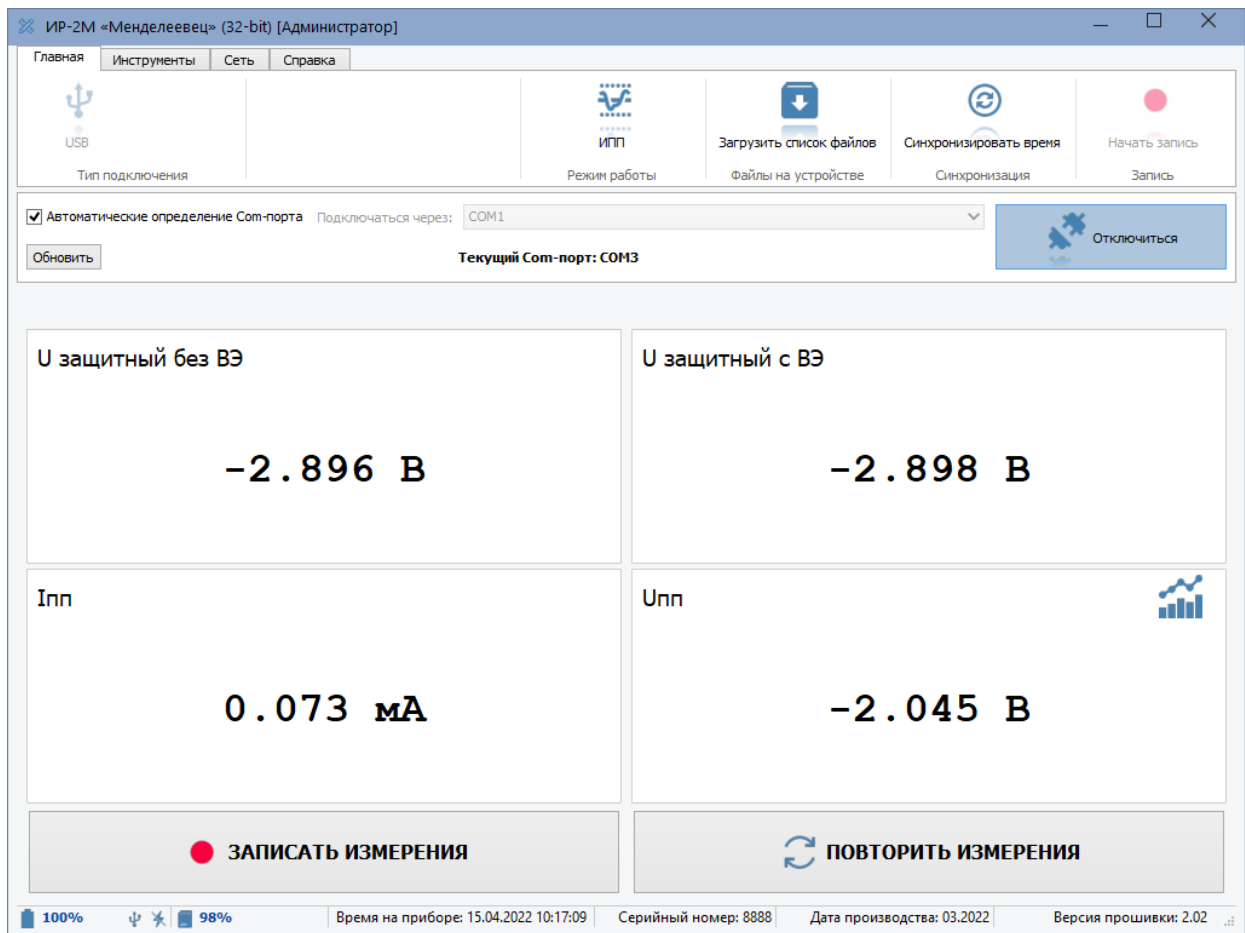 ИР-2М «Менделеевец» (32-bit) [Администратор]
Главная Инструменты Сеть Справка
USB ИПП Загрузить список файлов Синхронизировать время Начать запись
Тип подключения Режим работы Файлы на устройстве Синхронизация Запись
Автоматические определение Com-порта Подключаться через: COM1
Отключиться
Обновить Текущий Com-порт: COM3
U защитный без ВЭ U защитный с ВЭ
-2.896 В -2.898 В
Iпп Uпп
0.073 мА -2.045 В
ЗАПИСАТЬ ИЗМЕРЕНИЯ ПОВТОРИТЬ ИЗМЕРЕНИЯ
100% 98% Время на приборе: 15.04.2022 10:17:09 Серийный номер: 8888 Дата производства: 03.2022 Версия прошивки: 2.02